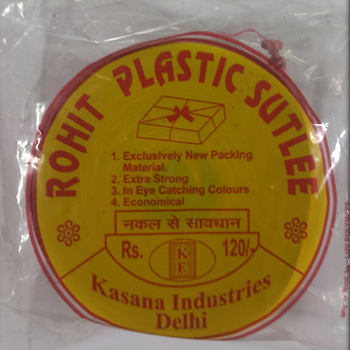 ROHIT PLASTIC SUTLEE
1. Exclusively New Packing
Material.
2. Extra Strong
3. In Eye Catching Colours
4. Economical
नकल से सावधान
Rs. 120/-
K
E
Kasana Industries
Delhi